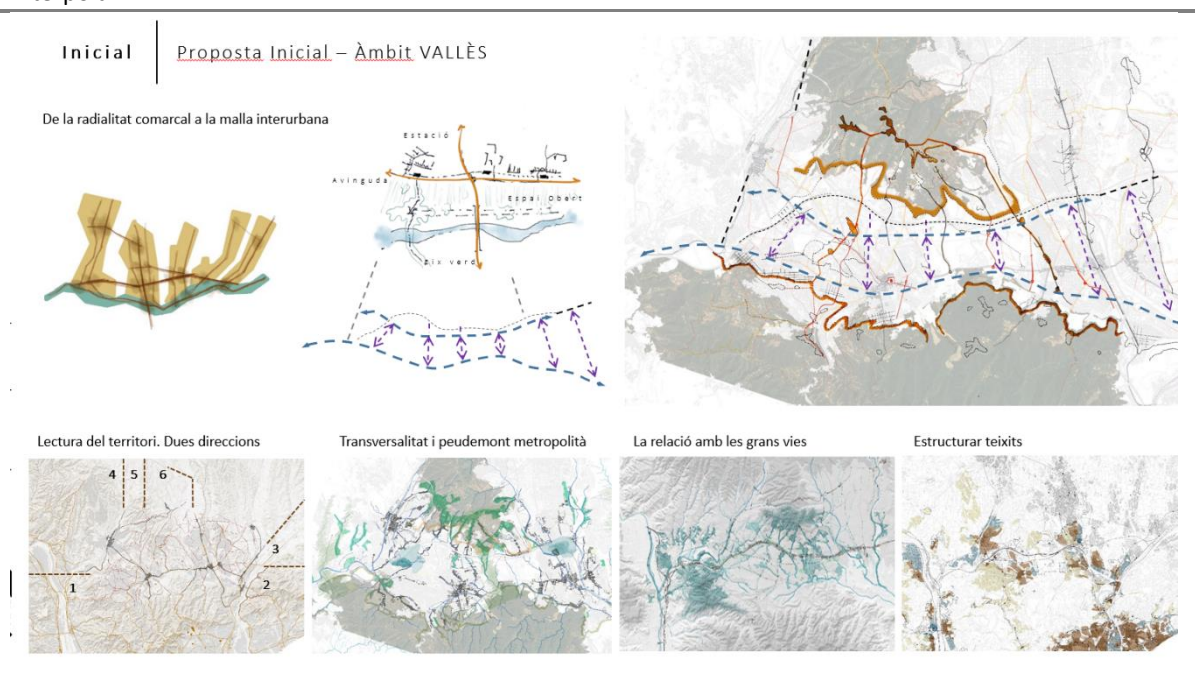 Inicial
Proposta Inicial – Àmbit VALLÈS
De la radialitat comarcal a la malla interurbana
Estació
Avinguda
Espai Obert
Eix verd
Lectura del territori. Dues direccions
Transversalitat i peudemont metropolità
La relació amb les grans vies
Estructurar teixits
4
5
6
3
2
1